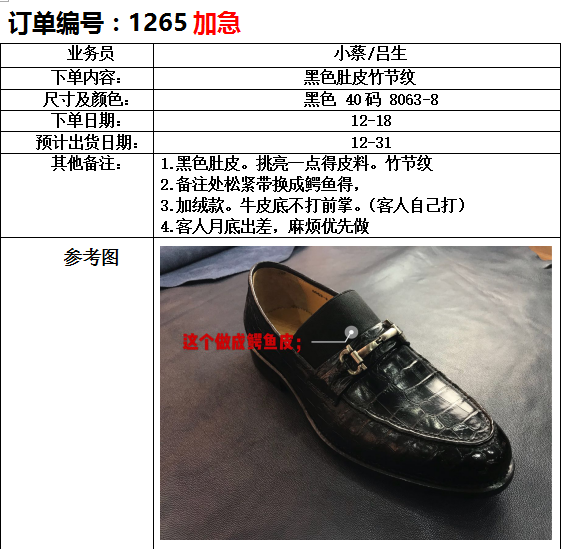 订单编号：1265 加急
业务员 小蔡/吕生
下单内容： 黑色肚皮竹节纹
尺寸及颜色： 黑色 40码 8063-8
下单日期： 12-18
预计出货日期： 12-31
其他备注： 1.黑色肚皮。挑亮一点得皮料。竹节纹
2.备注处松紧带换成鳄鱼得，
3.加绒款。牛皮底不打前掌。（客人自己打）
4.客人月底出差，麻烦优先做
参考图
这个做成鳄鱼皮；